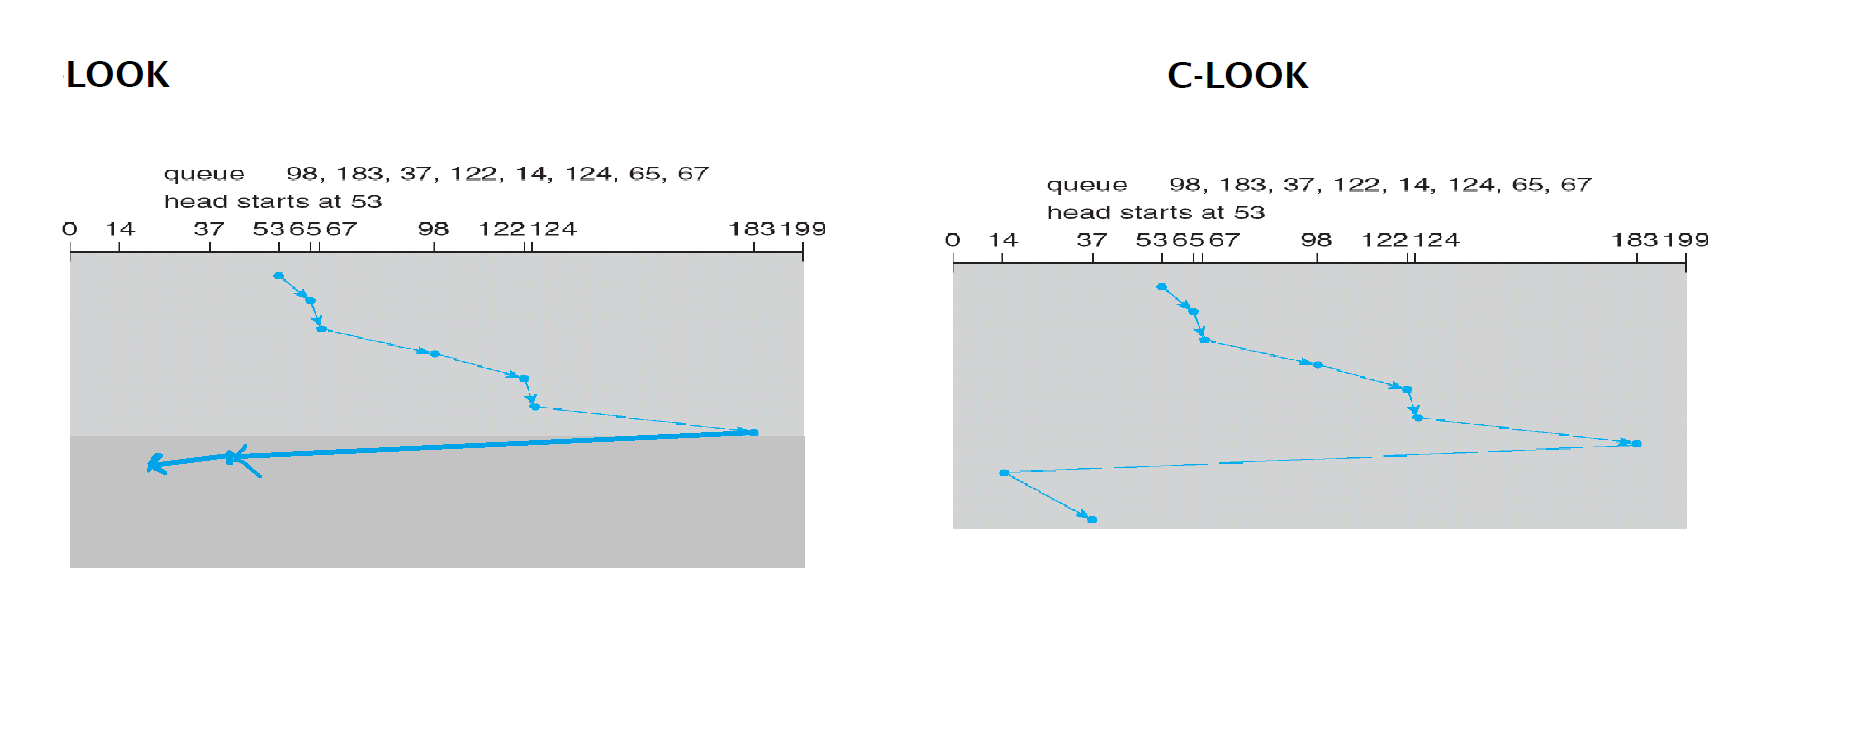 LOOK
queue 98, 183, 37, 122, 14, 124, 65, 67
head starts at 53
0 14 37 53 65 67 98 122 124 183 199
C-LOOK
queue 98, 183, 37, 122, 14, 124, 65, 67
head starts at 53
0 14 37 53 65 67 98 122 124 183 199